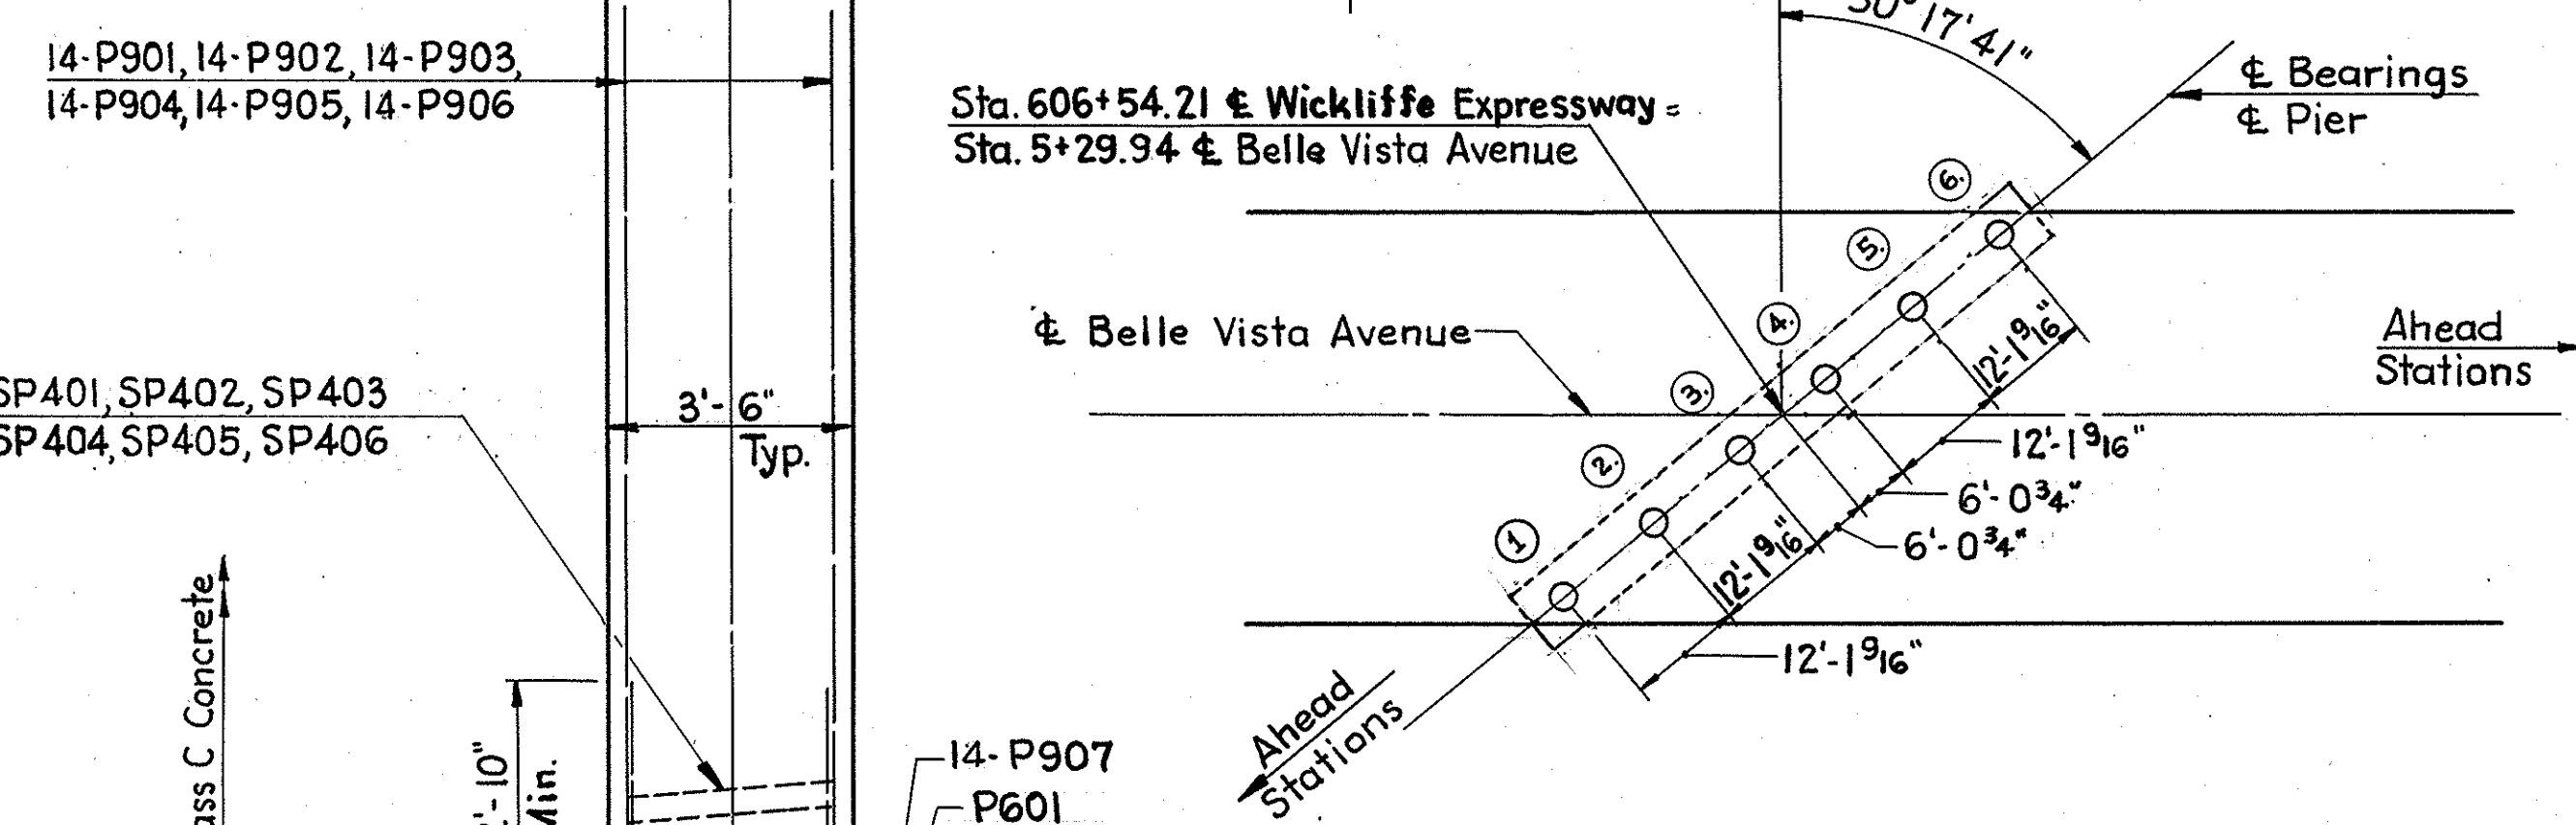 14-P901, 14-P902, 14-P903,
14-P904, 14-P905, 14-P906
SP401, SP402, SP403
SP404, SP405, SP406
3'-6"
Typ.
Concrete
Min.
14-P907
P601
Sta. 606+54.21 ℄ Wickliffe Expressway =
Sta. 5+29.94 ℄ Belle Vista Avenue
℄ Belle Vista Avenue
17'41"
℄ Bearings
℄ Pier
6.
5.
4.
3.
2.
1
Ahead
Stations
12'-1 9/16"
12'-1 9/16"
6'-0 3/4"
6'-0 3/4"
12'-1 9/16"
12'-1 9/16"
Ahead
Stations